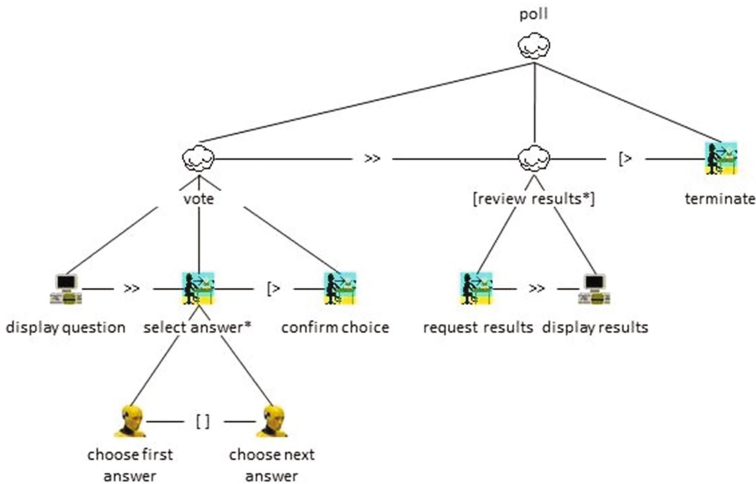 poll
>>
[>
vote
[review results*]
terminate
>>
[>
>>
display question
select answer*
confirm choice
request results
display results
[ ]
choose first
answer
choose next
answer